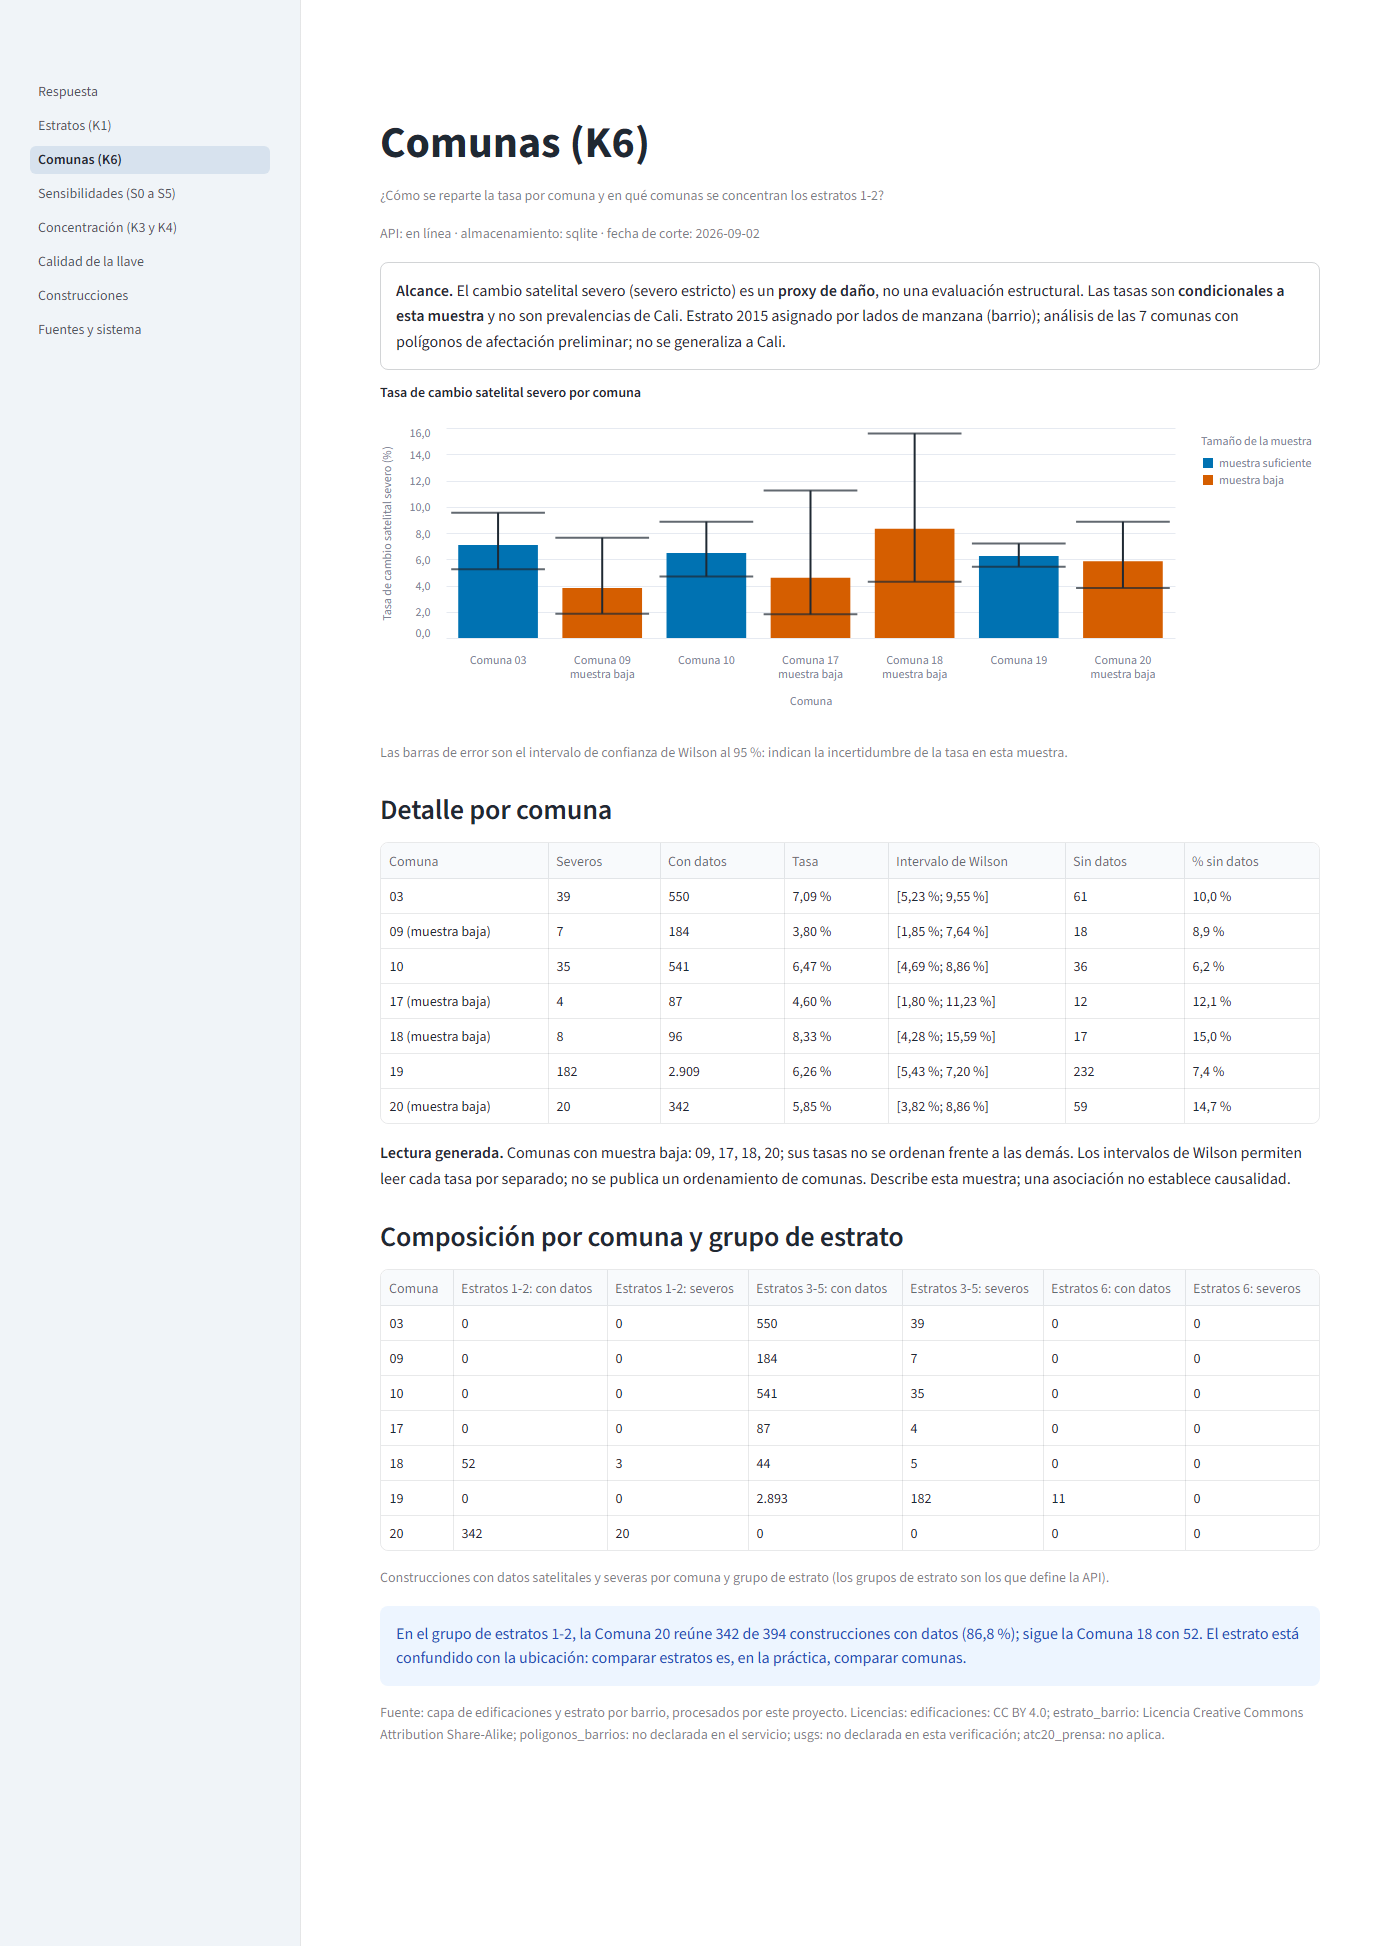 Respuesta
Estratos (K1)
Comunas (K6)
Sensibilidades (S0 a S5)
Concentración (K3 y K4)
Calidad de la llave
Construcciones
Fuentes y sistema
Comunas (K6)
¿Cómo se reparte la tasa por comuna y en qué comunas se concentran los estratos 1-2?
API: en línea · almacenamiento: sqlite · fecha de corte: 2026-09-02
Alcance. El cambio satelital severo (severo estricto) es un proxy de daño, no una evaluación estructural. Las tasas son condicionales a
esta muestra y no son prevalencias de Cali. Estrato 2015 asignado por lados de manzana (barrio); análisis de las 7 comunas con
polígonos de afectación preliminar; no se generaliza a Cali.
Tasa de cambio satelital severo por comuna
Tasa de cambio satelital severo (%)
16,0
14,0
12,0
10,0
8,0
6,0
4,0
2,0
0,0
Comuna 03
Comuna 09
muestra baja
Comuna 10
Comuna 17
muestra baja
Comuna 18
muestra baja
Comuna 19
Comuna 20
muestra baja
Comuna
Tamaño de la muestra
muestra suficiente
muestra baja
Las barras de error son el intervalo de confianza de Wilson al 95 %: indican la incertidumbre de la tasa en esta muestra.
Detalle por comuna
Comuna Severos Con datos Tasa Intervalo de Wilson Sin datos % sin datos
03 39 550 7,09 % [5,23 %; 9,55 %] 61 10,0 %
09 (muestra baja) 7 184 3,80 % [1,85 %; 7,64 %] 18 8,9 %
10 35 541 6,47 % [4,69 %; 8,86 %] 36 6,2 %
17 (muestra baja) 4 87 4,60 % [1,80 %; 11,23 %] 12 12,1 %
18 (muestra baja) 8 96 8,33 % [4,28 %; 15,59 %] 17 15,0 %
19 182 2.909 6,26 % [5,43 %; 7,20 %] 232 7,4 %
20 (muestra baja) 20 342 5,85 % [3,82 %; 8,86 %] 59 14,7 %
Lectura generada. Comunas con muestra baja: 09, 17, 18, 20; sus tasas no se ordenan frente a las demás. Los intervalos de Wilson permiten
leer cada tasa por separado; no se publica un ordenamiento de comunas. Describe esta muestra; una asociación no establece causalidad.
Composición por comuna y grupo de estrato
Comuna Estratos 1-2: con datos Estratos 1-2: severos Estratos 3-5: con datos Estratos 3-5: severos Estratos 6: con datos Estratos 6: severos
03 0 0 550 39 0 0
09 0 0 184 7 0 0
10 0 0 541 35 0 0
17 0 0 87 4 0 0
18 52 3 44 5 0 0
19 0 0 2.893 182 11 0
20 342 20 0 0 0 0
Construcciones con datos satelitales y severas por comuna y grupo de estrato (los grupos de estrato son los que define la API).
En el grupo de estratos 1-2, la Comuna 20 reúne 342 de 394 construcciones con datos (86,8 %); sigue la Comuna 18 con 52. El estrato está
confundido con la ubicación: comparar estratos es, en la práctica, comparar comunas.
Fuente: capa de edificaciones y estrato por barrio, procesados por este proyecto. Licencias: edificaciones: CC BY 4.0; estrato_barrio: Licencia Creative Commons
Attribution Share-Alike; poligonos_barrios: no declarada en el servicio; usgs: no declarada en esta verificación; atc20_prensa: no aplica.